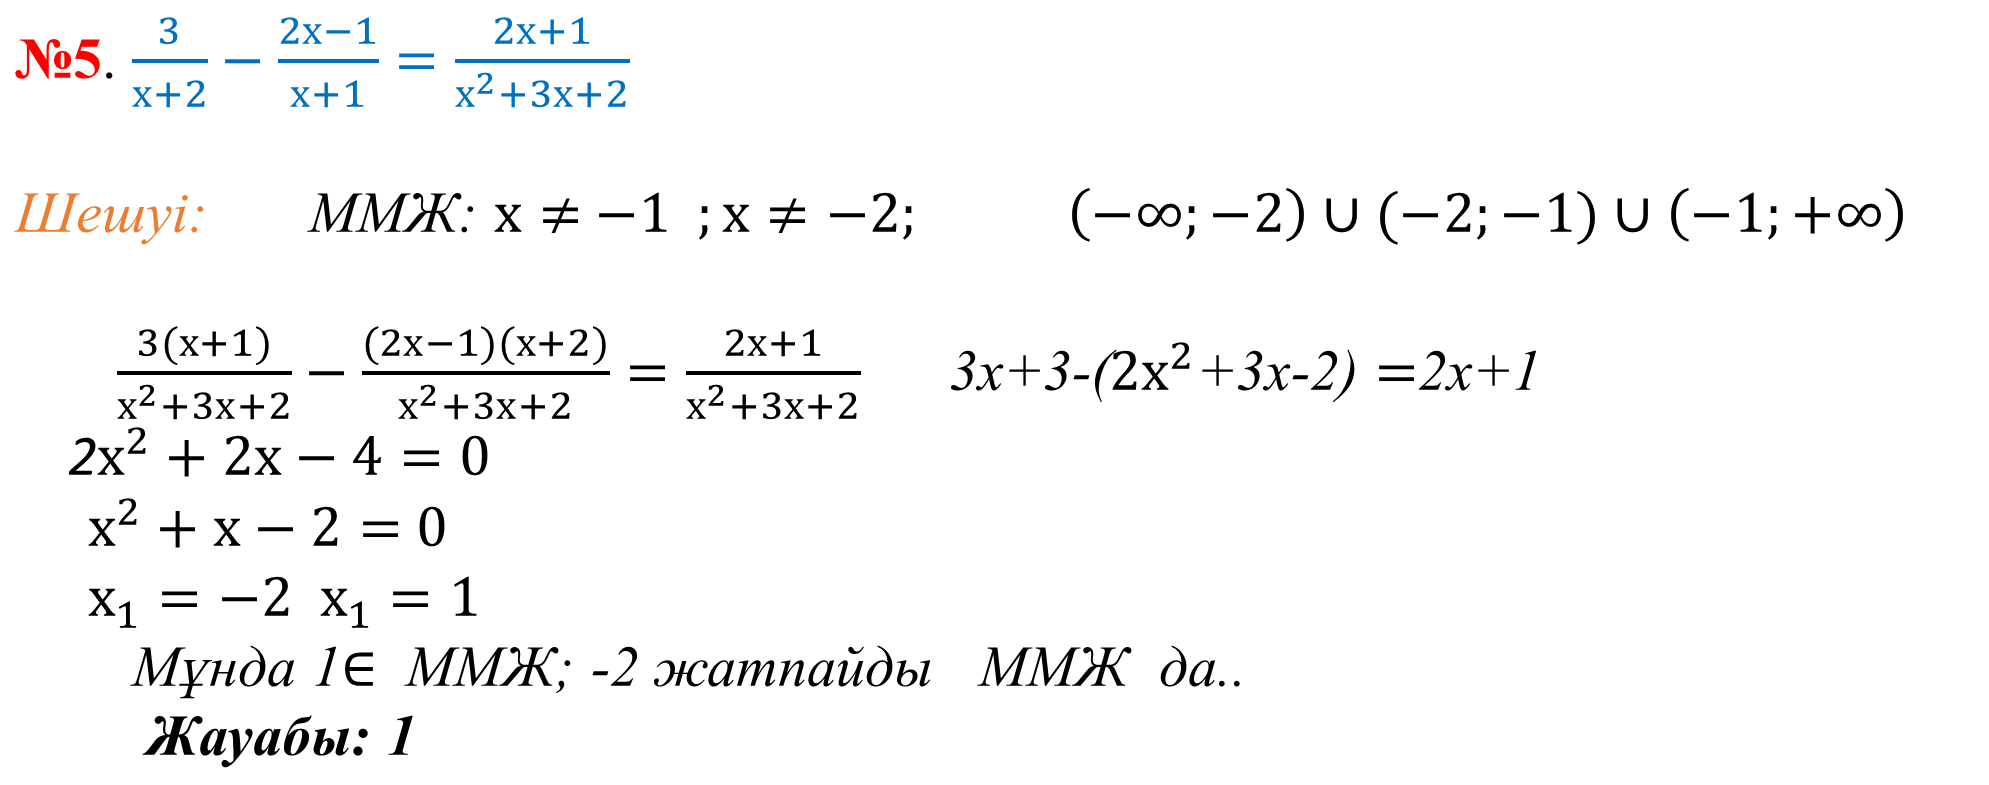 №5. 3/(x+2) − (2x−1)/(x+1) = (2x+1)/(x²+3x+2)
Шешуі: ММЖ: x ≠ −1 ; x ≠ −2; (−∞; −2) ∪ (−2; −1) ∪ (−1; +∞)
3(x+1)/(x²+3x+2) − (2x−1)(x+2)/(x²+3x+2) = (2x+1)/(x²+3x+2) 3x+3-(2x²+3x-2) =2x+1
2x² + 2x − 4 = 0
x² + x − 2 = 0
x₁ = −2 x₁ = 1
Мұнда 1∈ ММЖ; -2 жатпайды ММЖ да..
Жауабы: 1